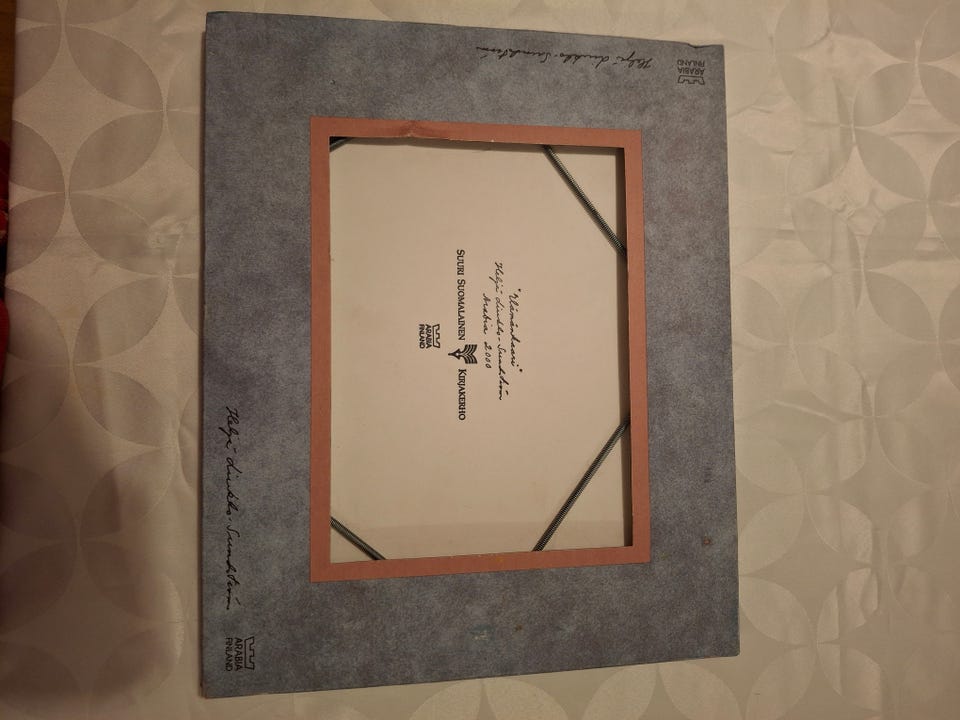 Heljä Liukko-Sundström
ARABIA
FINLAND
"Elämänkaari"
Heljä Liukko-Sundström
Arabia 2000
SUURI SUOMALAINEN KIRJAKERHO
ARABIA
FINLAND
Heljä Liukko-Sundström
ARABIA
FINLAND